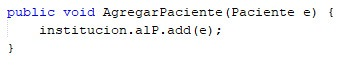 public void AgregarPaciente(Paciente e) {
    institucion.alP.add(e);
}